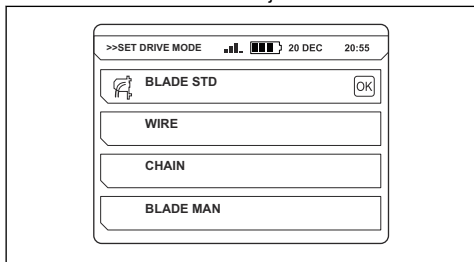 >>SET DRIVE MODE 20 DEC 20:55
BLADE STD OK
WIRE
CHAIN
BLADE MAN